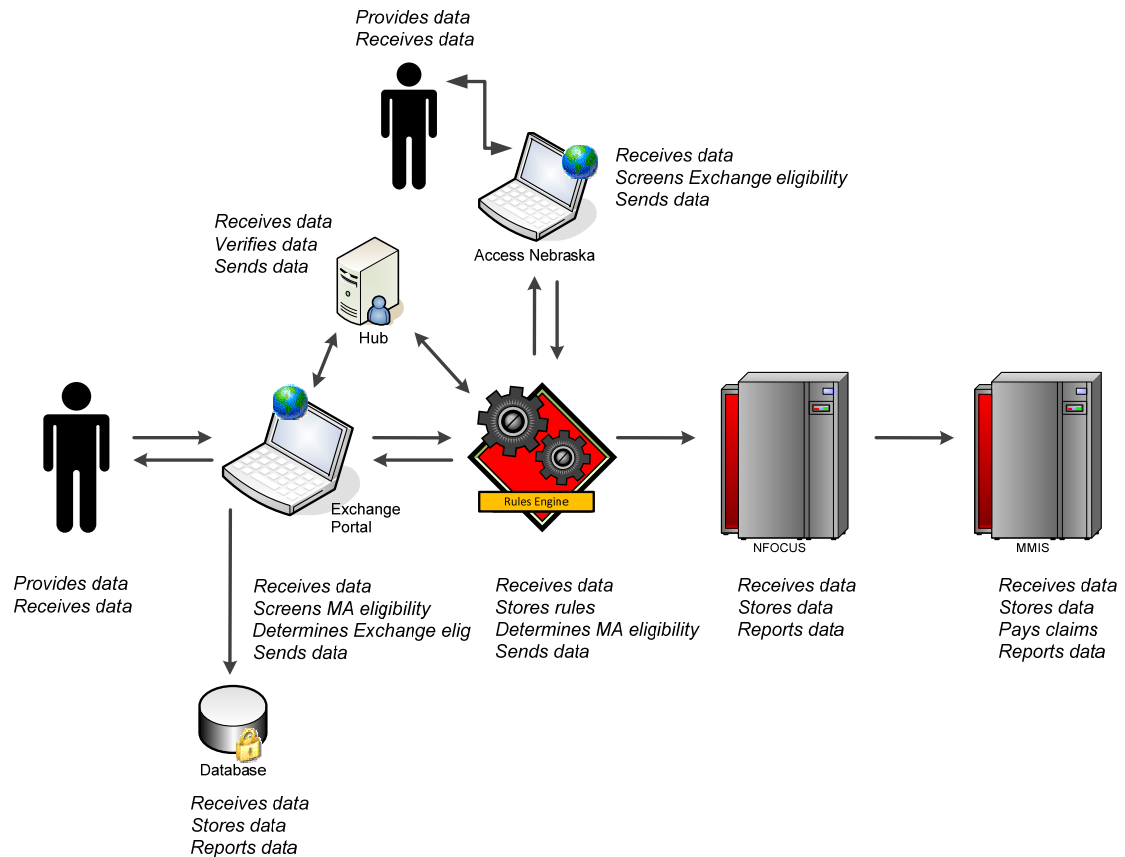 Provides data
Receives data
Receives data
Screens Exchange eligibility
Sends data
Access Nebraska
Receives data
Verifies data
Sends data
Hub
Exchange
Portal
Rules Engine
NFOCUS
MMIS
Provides data
Receives data
Receives data
Screens MA eligibility
Determines Exchange elig
Sends data
Receives data
Stores rules
Determines MA eligibility
Sends data
Receives data
Stores data
Reports data
Receives data
Stores data
Pays claims
Reports data
Database
Receives data
Stores data
Reports data